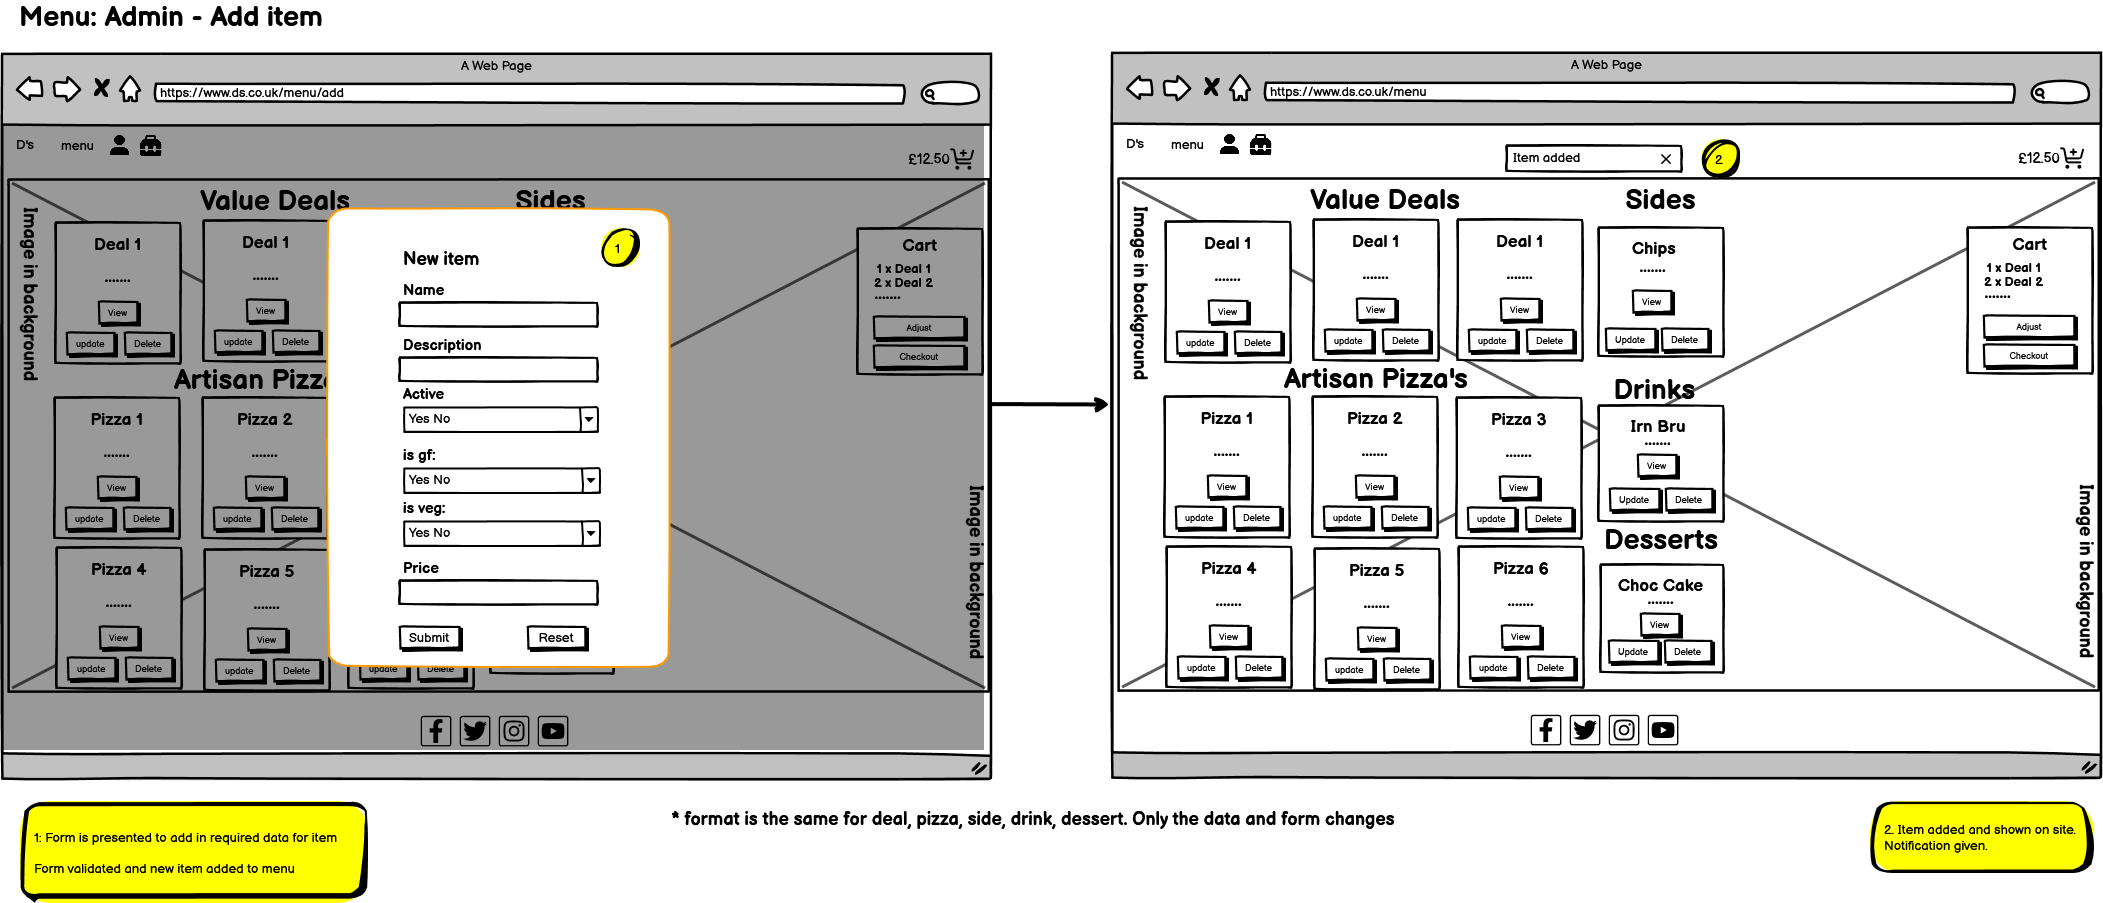 Menu: Admin - Add item
A Web Page
https://www.ds.co.uk/menu/add
D's
menu
£12.50
Value Deals
Sides
Image in background
Deal 1
.......
View
update
Delete
Deal 1
.......
View
update
Delete
Artisan Pizza
Pizza 1
.......
View
update
Delete
Pizza 2
.......
View
update
Delete
Pizza 4
.......
View
update
Delete
Pizza 5
.......
View
update
Delete
update
Delete
1
New item
Name
Description
Active
Yes No
is gf:
Yes No
is veg:
Yes No
Price
Submit
Reset
Cart
1 x Deal 1
2 x Deal 2
.......
Adjust
Checkout
Image in background
A Web Page
https://www.ds.co.uk/menu
D's
menu
Item added
2
£12.50
Value Deals
Sides
Image in background
Deal 1
.......
View
update
Delete
Deal 1
.......
View
update
Delete
Deal 1
.......
View
update
Delete
Chips
.......
View
Update
Delete
Artisan Pizza's
Drinks
Pizza 1
.......
View
update
Delete
Pizza 2
.......
View
update
Delete
Pizza 3
.......
View
update
Delete
Irn Bru
.......
View
Update
Delete
Desserts
Pizza 4
.......
View
update
Delete
Pizza 5
.......
View
update
Delete
Pizza 6
.......
View
update
Delete
Choc Cake
.......
View
Update
Delete
Cart
1 x Deal 1
2 x Deal 2
.......
Adjust
Checkout
Image in background
1: Form is presented to add in required data for item
Form validated and new item added to menu
* format is the same for deal, pizza, side, drink, dessert. Only the data and form changes
2. Item added and shown on site.
Notification given.